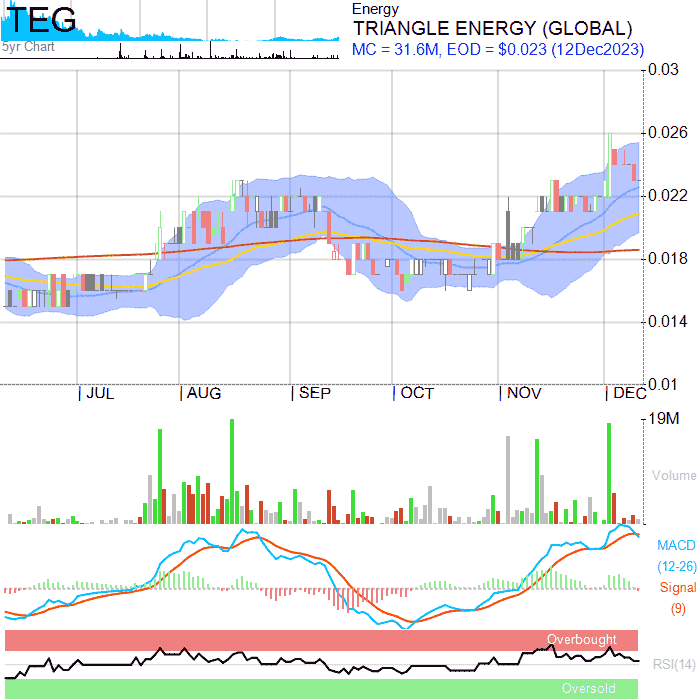 TEG
5yr Chart
Energy
TRIANGLE ENERGY (GLOBAL)
MC = 31.6M, EOD = $0.023 (12Dec2023)
0.03
0.026
0.022
0.018
0.014
0.01
JUL AUG SEP OCT NOV DEC
19M
Volume
MACD
(12-26)
Signal
(9)
Overbought
RSI(14)
Oversold